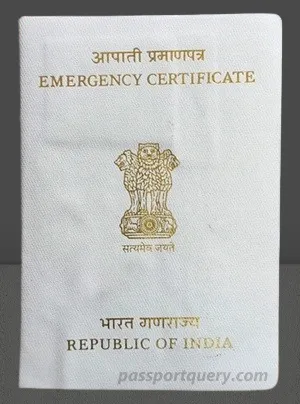 आपाती प्रमाणपत्र
EMERGENCY CERTIFICATE
सत्यमेव जयते
भारत गणराज्य
REPUBLIC OF INDIA
passportquery.com